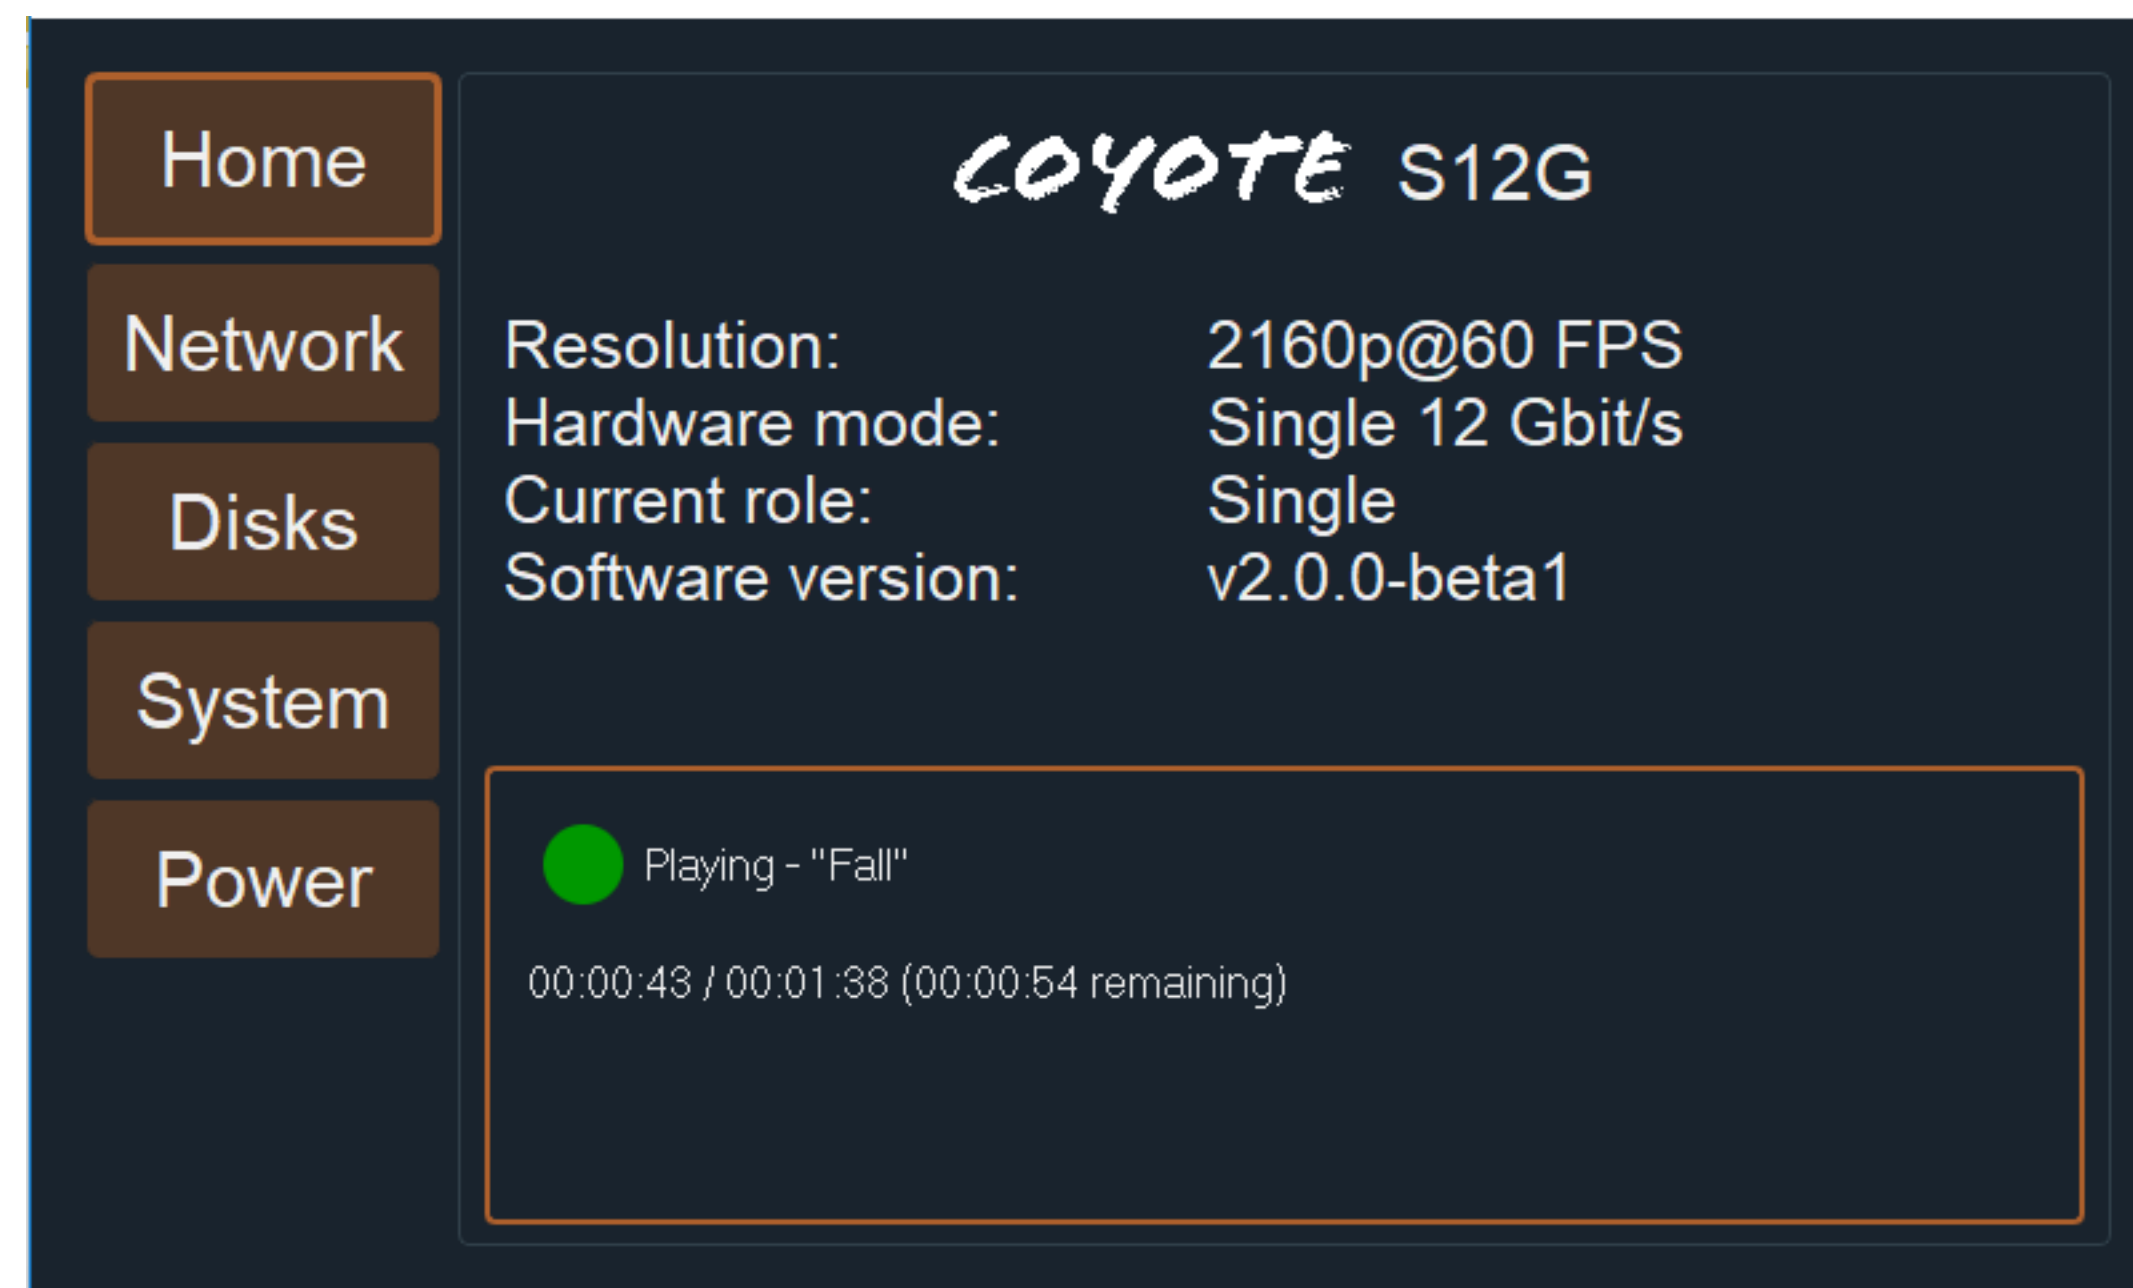 Home
Network
Disks
System
Power
COYOTE S12G
Resolution: 2160p@60 FPS
Hardware mode: Single 12 Gbit/s
Current role: Single
Software version: v2.0.0-beta1
Playing - "Fall"
00:00:43 / 00:01:38 (00:00:54 remaining)